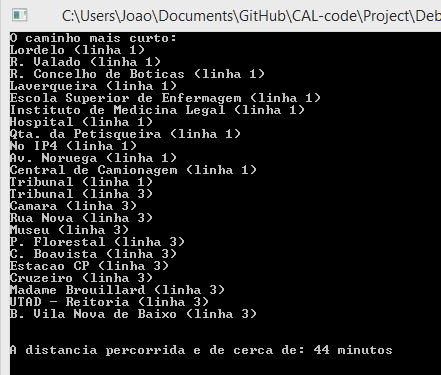 C:\Users\Joao\Documents\GitHub\CAL-code\Project\Deb
O caminho mais curto:
Lordelo (linha 1)
R. Valado (linha 1)
R. Concelho de Boticas (linha 1)
Laverqueira (linha 1)
Escola Superior de Enfermagem (linha 1)
Instituto de Medicina Legal (linha 1)
Hospital (linha 1)
Qta. da Petisqueira (linha 1)
No IP4 (linha 1)
Av. Noruega (linha 1)
Central de Camionagem (linha 1)
Tribunal (linha 1)
Tribunal (linha 3)
Camara (linha 3)
Rua Nova (linha 3)
Museu (linha 3)
P. Florestal (linha 3)
C. Boavista (linha 3)
Estacao CP (linha 3)
Cruzeiro (linha 3)
Madame Brouillard (linha 3)
UTAD - Reitoria (linha 3)
B. Vila Nova de Baixo (linha 3)
A distancia percorrida e de cerca de: 44 minutos